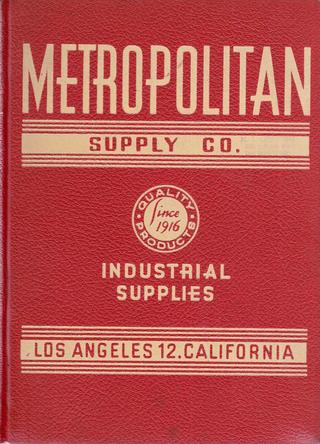 METROPOLITAN
SUPPLY CO.
QUALITY
Since
1916
PRODUCTS
INDUSTRIAL
SUPPLIES
LOS ANGELES 12. CALIFORNIA